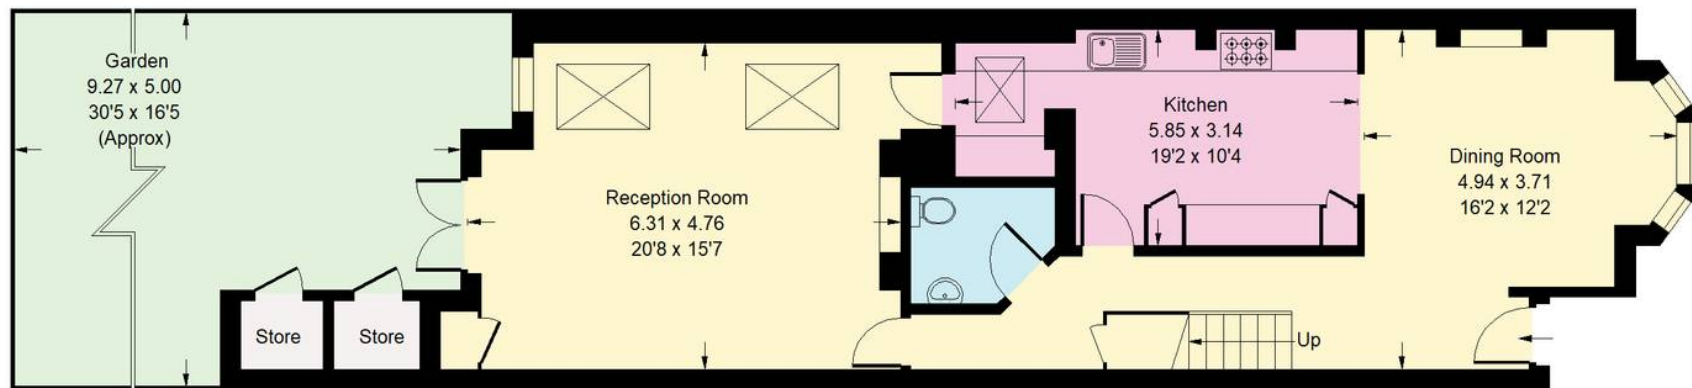 Garden
9.27 x 5.00
30'5 x 16'5
(Approx)
Reception Room
6.31 x 4.76
20'8 x 15'7
Kitchen
5.85 x 3.14
19'2 x 10'4
Dining Room
4.94 x 3.71
16'2 x 12'2
Store
Store
Up